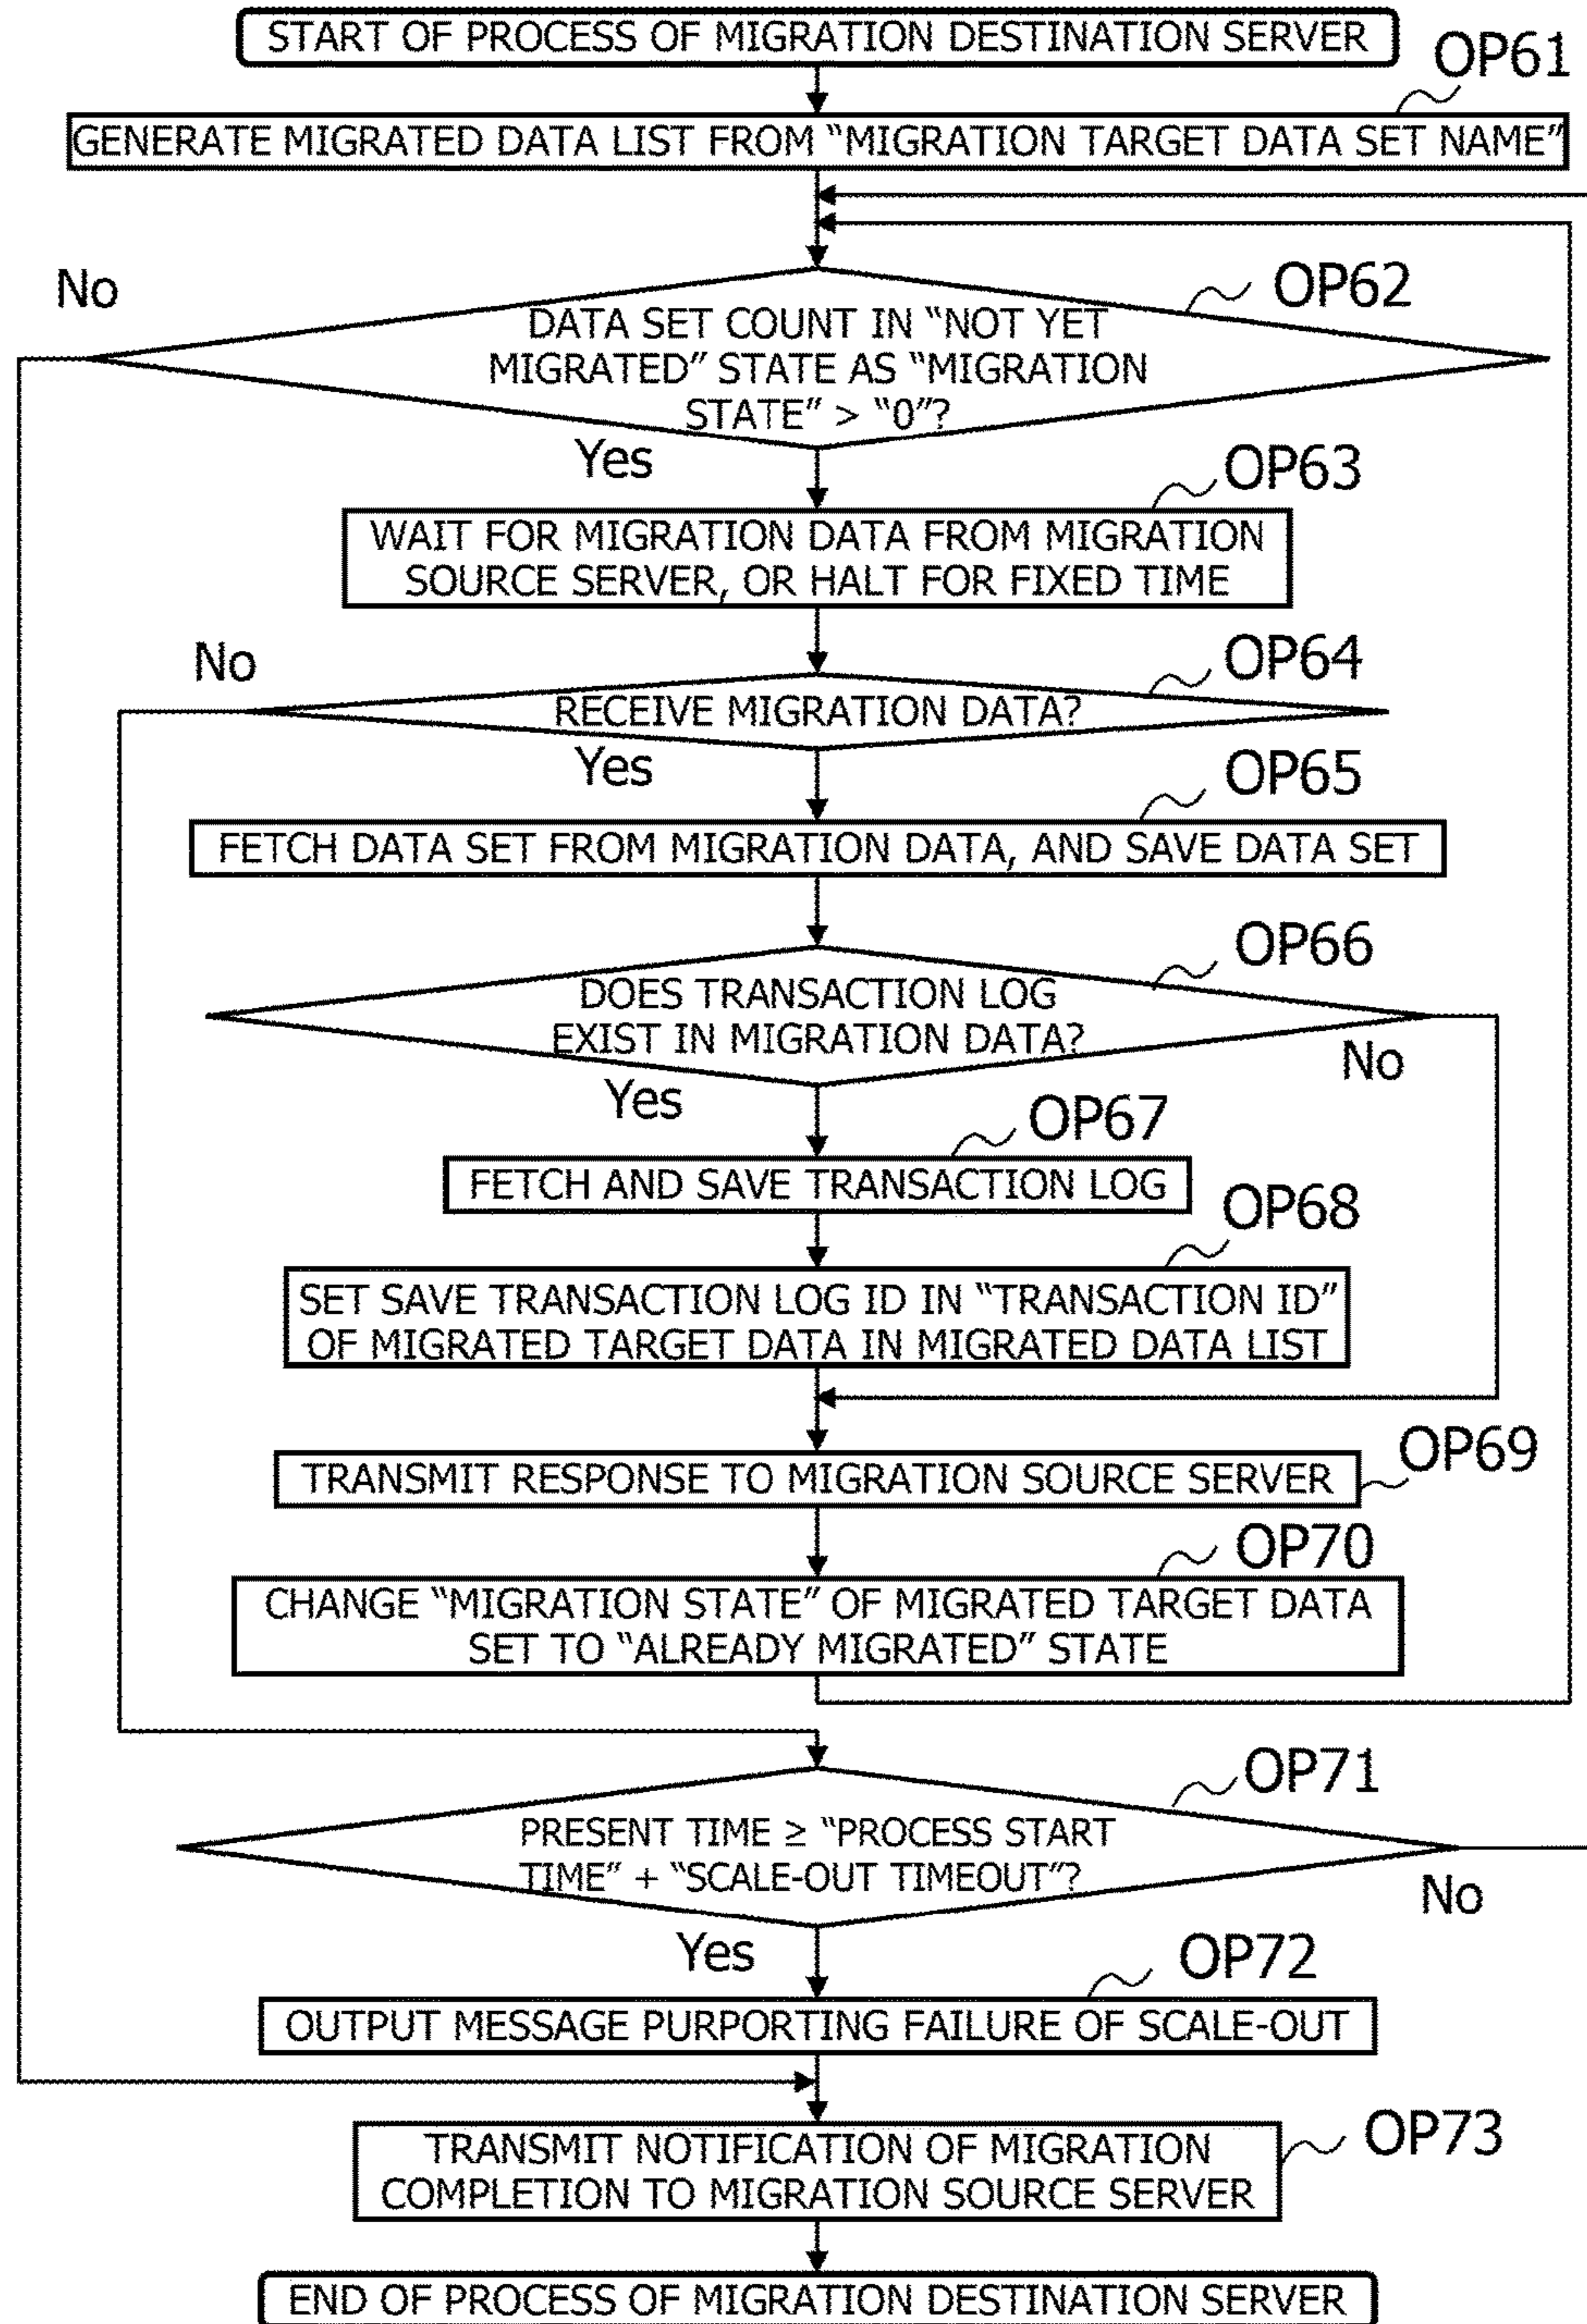 START OF PROCESS OF MIGRATION DESTINATION SERVER
OP61
GENERATE MIGRATED DATA LIST FROM “MIGRATION TARGET DATA SET NAME”
No
OP62
DATA SET COUNT IN “NOT YET
MIGRATED” STATE AS “MIGRATION
STATE” > “0”?
Yes
OP63
WAIT FOR MIGRATION DATA FROM MIGRATION
SOURCE SERVER, OR HALT FOR FIXED TIME
No
OP64
RECEIVE MIGRATION DATA?
Yes
OP65
FETCH DATA SET FROM MIGRATION DATA, AND SAVE DATA SET
OP66
DOES TRANSACTION LOG
EXIST IN MIGRATION DATA?
No
Yes
OP67
FETCH AND SAVE TRANSACTION LOG
OP68
SET SAVE TRANSACTION LOG ID IN “TRANSACTION ID”
OF MIGRATED TARGET DATA IN MIGRATED DATA LIST
OP69
TRANSMIT RESPONSE TO MIGRATION SOURCE SERVER
OP70
CHANGE “MIGRATION STATE” OF MIGRATED TARGET DATA
SET TO “ALREADY MIGRATED” STATE
OP71
PRESENT TIME ≥ “PROCESS START
TIME” + “SCALE-OUT TIMEOUT”?
No
Yes
OP72
OUTPUT MESSAGE PURPORTING FAILURE OF SCALE-OUT
OP73
TRANSMIT NOTIFICATION OF MIGRATION
COMPLETION TO MIGRATION SOURCE SERVER
END OF PROCESS OF MIGRATION DESTINATION SERVER